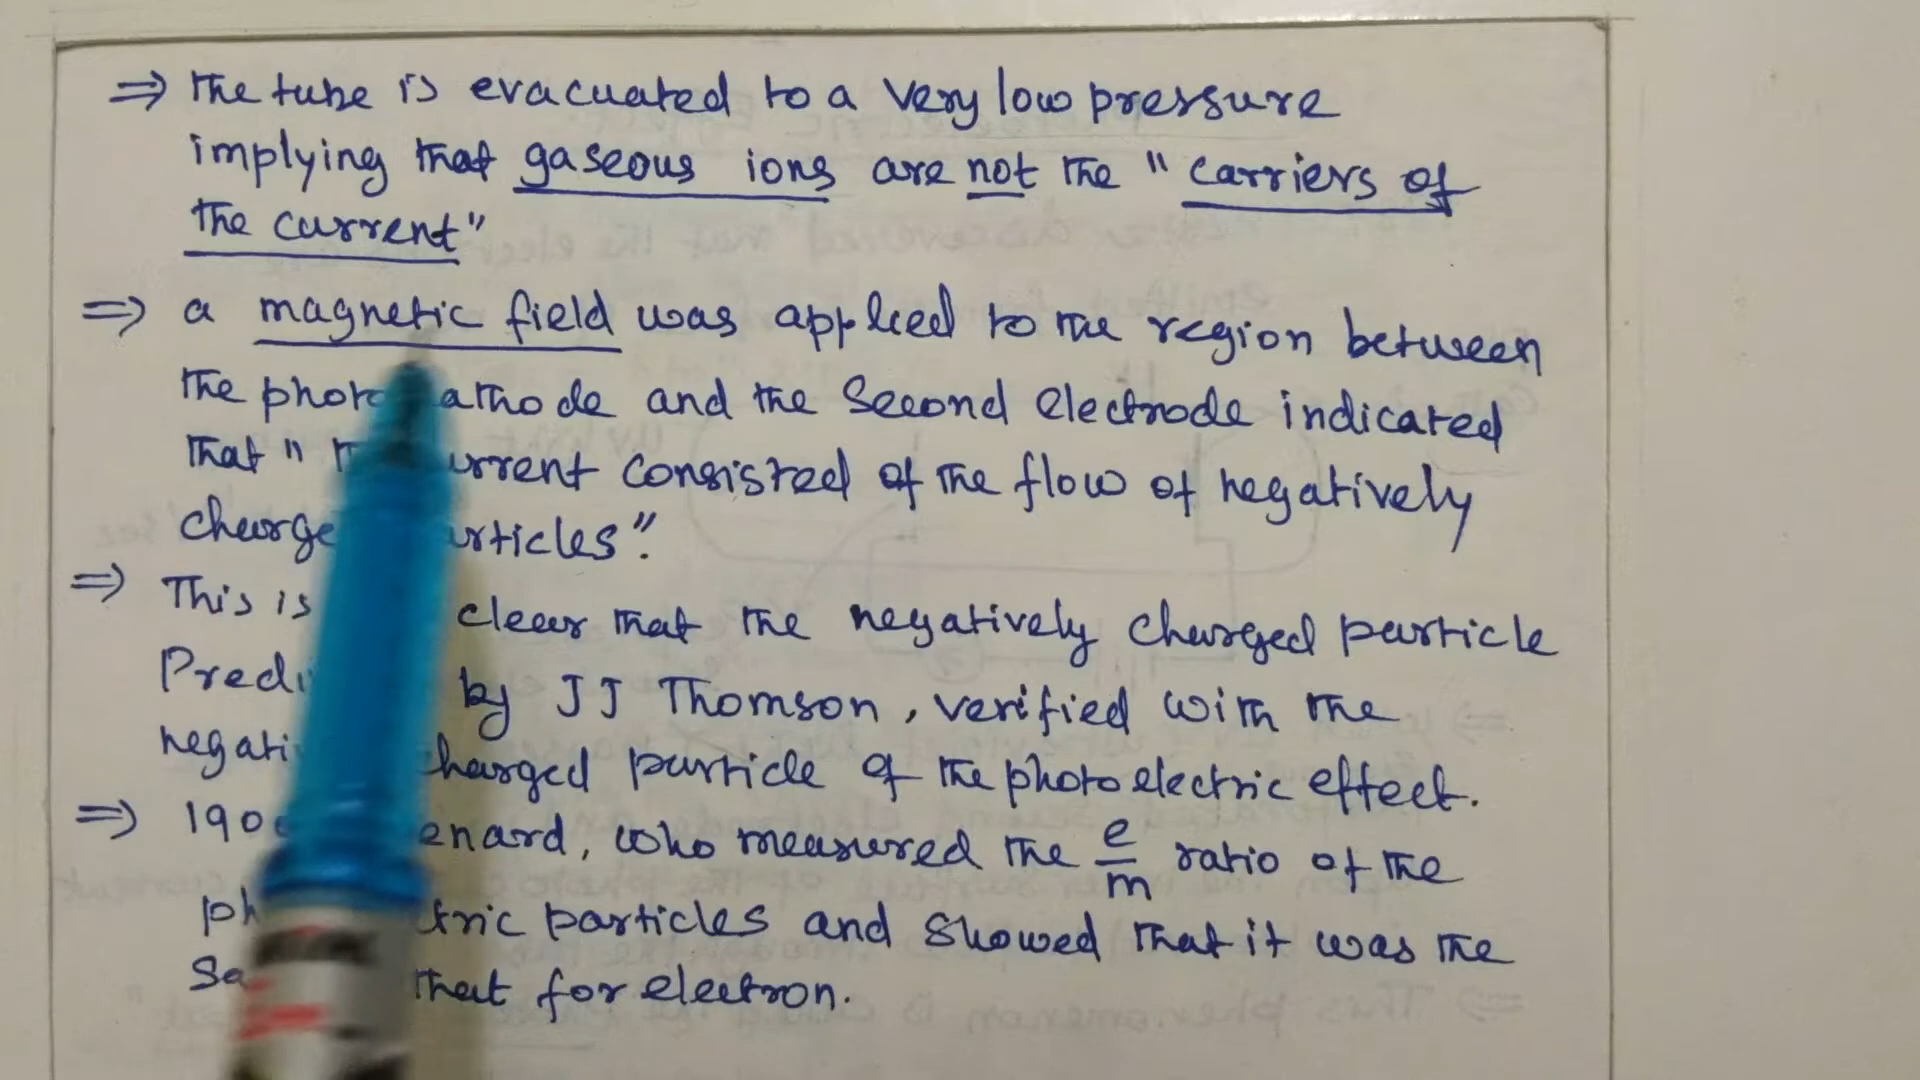 ⇒ The tube is evacuated to a very low pressure
implying that gaseous ions are not the "carriers of
the current"
⇒ a magnetic field was applied to the region between
the photo athode and the Second electrode indicated
that " urrent consisted of the flow of negatively
charge articles".
⇒ This is clear that the negatively charged particle
Predi by JJ Thomson, verified with the
negati charged particle of the photoelectric effect.
⇒ 190 enard, who measured the e/m ratio of the
ph ctric particles and showed that it was the
Sa that for electron.